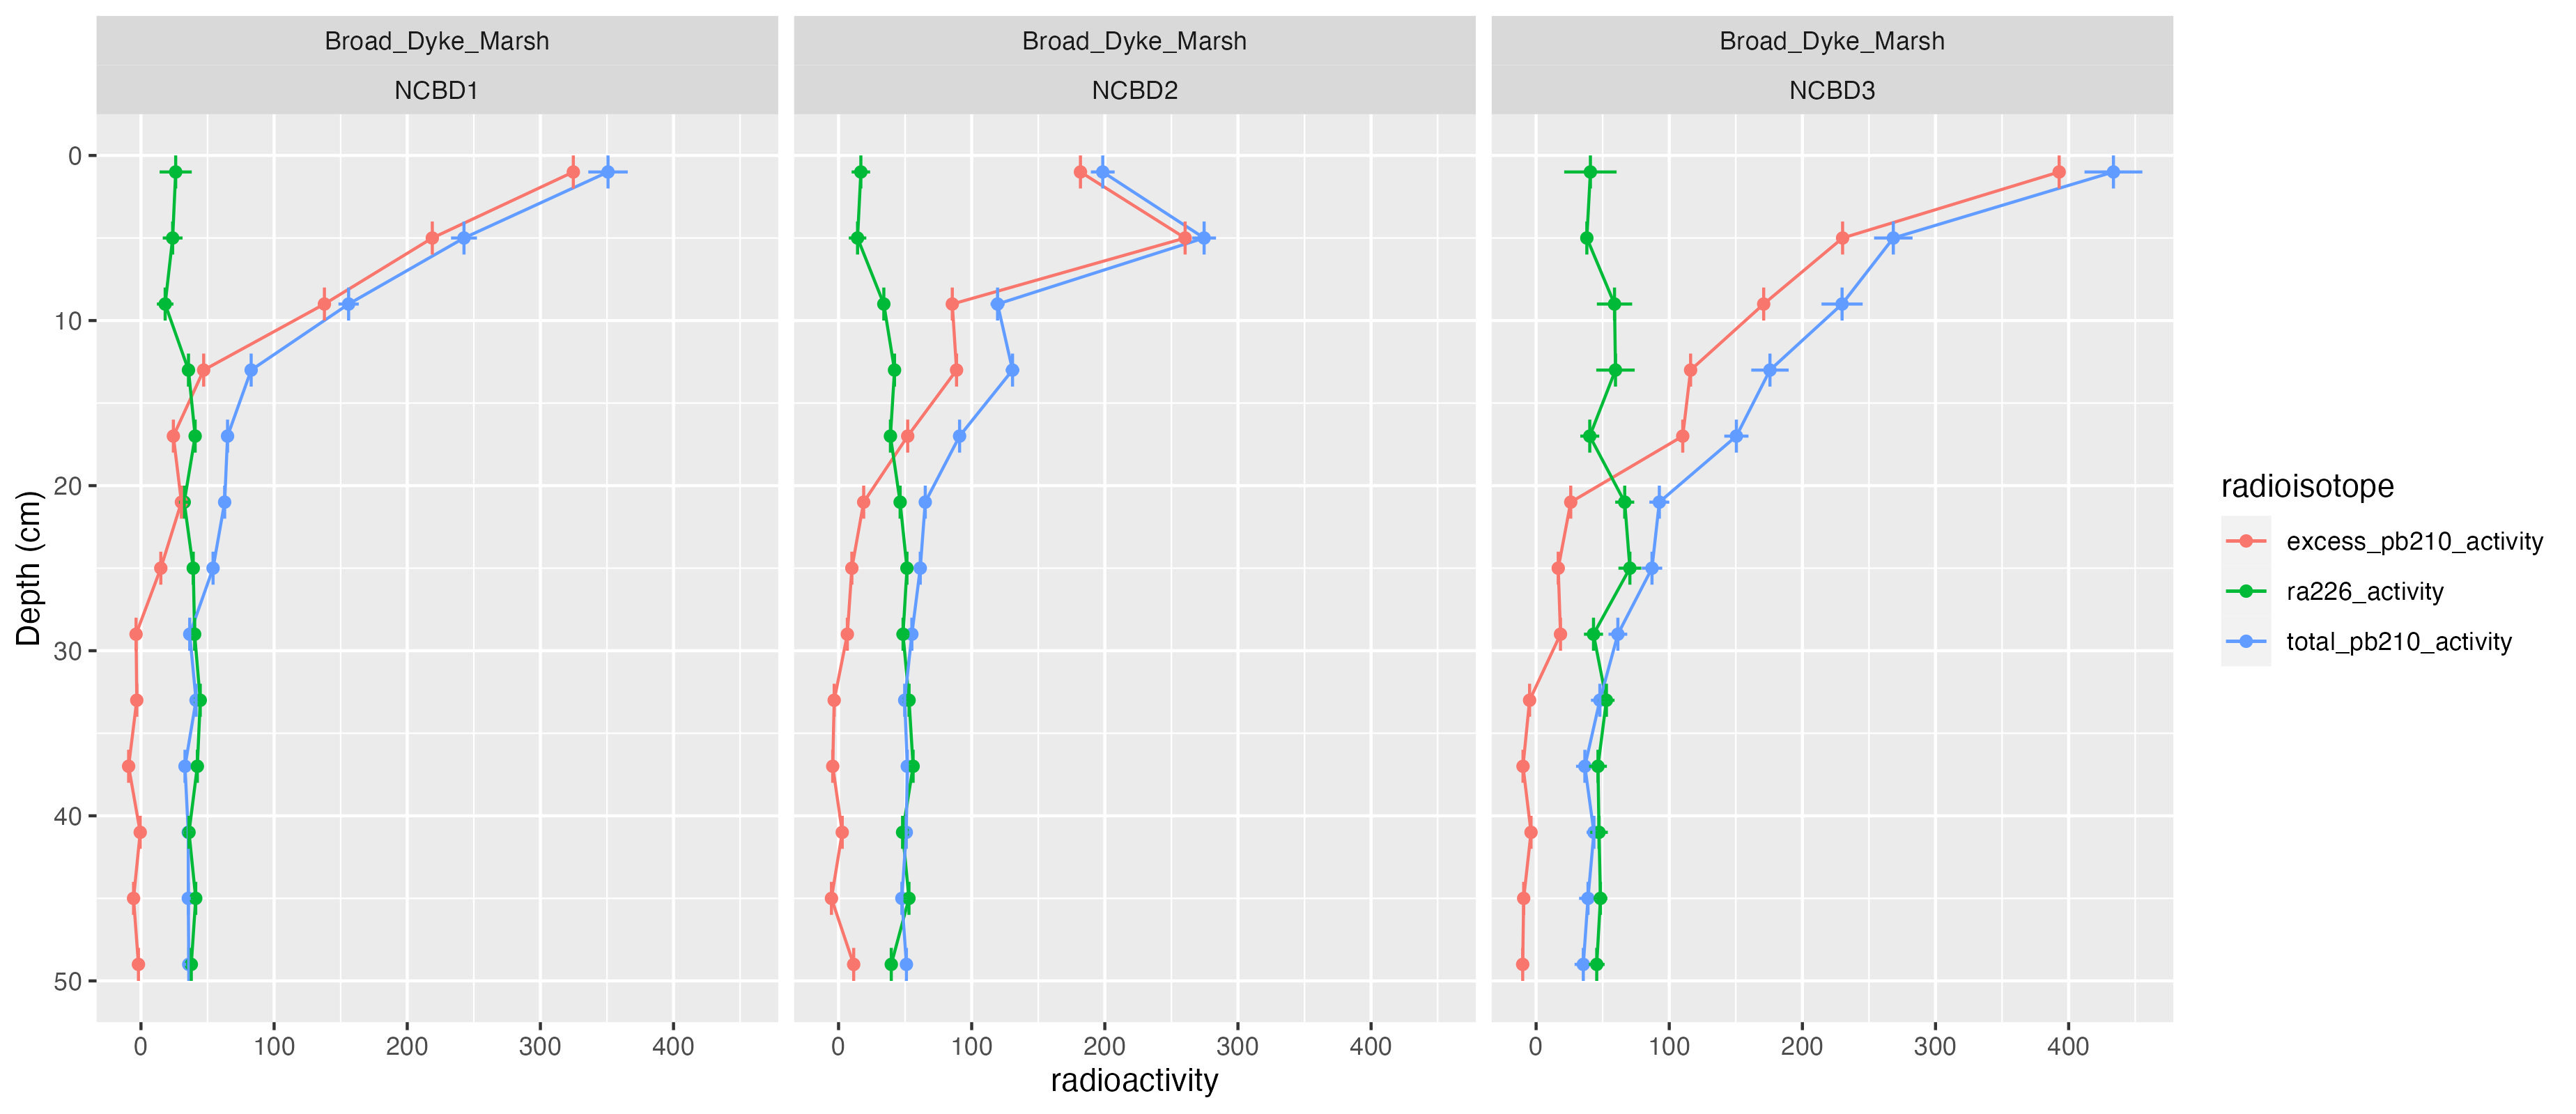 Broad_Dyke_Marsh Broad_Dyke_Marsh Broad_Dyke_Marsh
NCBD1 NCBD2 NCBD3
0
10
20
30
40
50
Depth (cm)
0 100 200 300 400 0 100 200 300 400 0 100 200 300 400
radioactivity
radioisotope
excess_pb210_activity
ra226_activity
total_pb210_activity